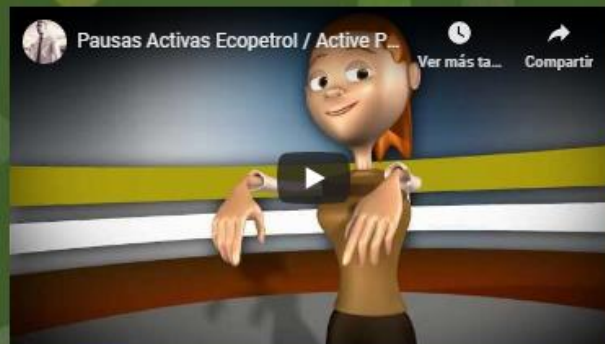 Pausas Activas Ecopetrol / Active P...
Ver más ta...
Compartir